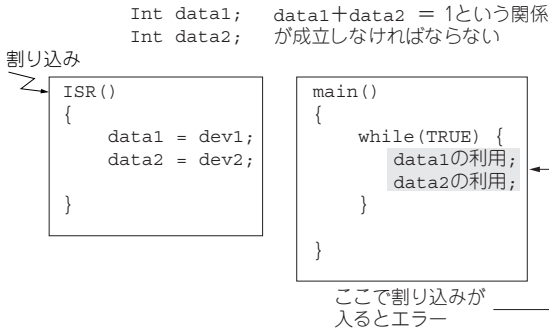 Int data1;　data1＋data2 ＝ 1という関係
Int data2;　が成立しなければならない
割り込み
ISR()
{
data1 = dev1;
data2 = dev2;
}
main()
{
while(TRUE) {
data1の利用;
data2の利用;
}
}
ここで割り込みが
入るとエラー